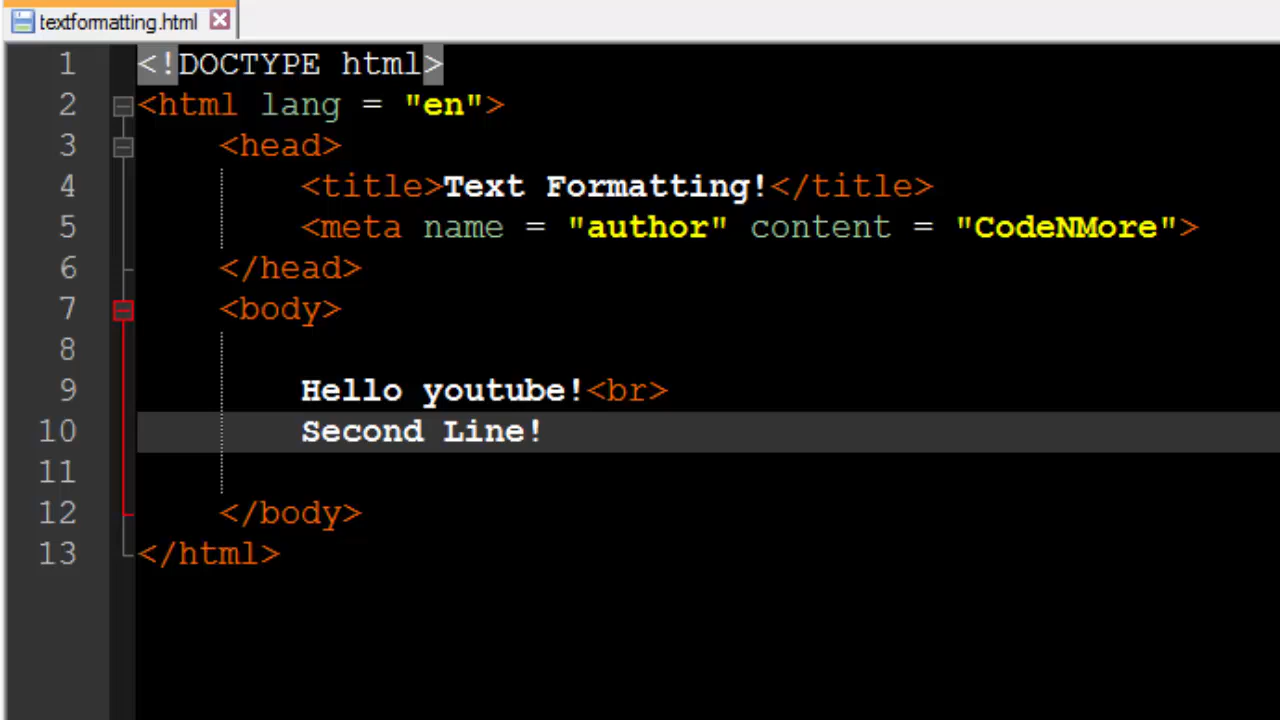 textformatting.html
1 <!DOCTYPE html>
2 <html lang = "en">
3 <head>
4 <title>Text Formatting!</title>
5 <meta name = "author" content = "CodeNMore">
6 </head>
7 <body>
8
9 Hello youtube!<br>
10 Second Line!
11
12 </body>
13 </html>